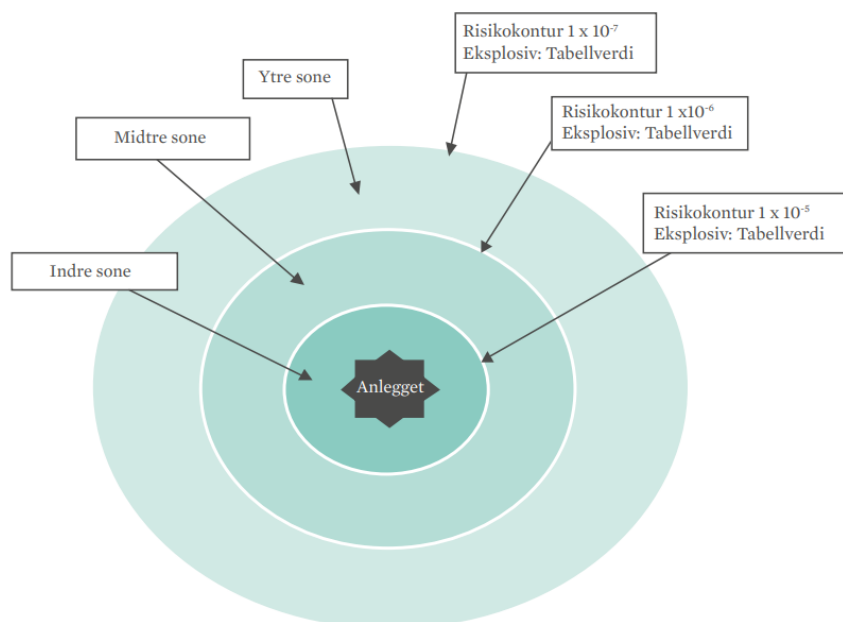 Risikokontur 1 x 10⁻⁷
Eksplosiv: Tabellverdi
Ytre sone
Risikokontur 1 x10⁻⁶
Eksplosiv: Tabellverdi
Midtre sone
Risikokontur 1 x 10⁻⁵
Eksplosiv: Tabellverdi
Indre sone
Anlegget